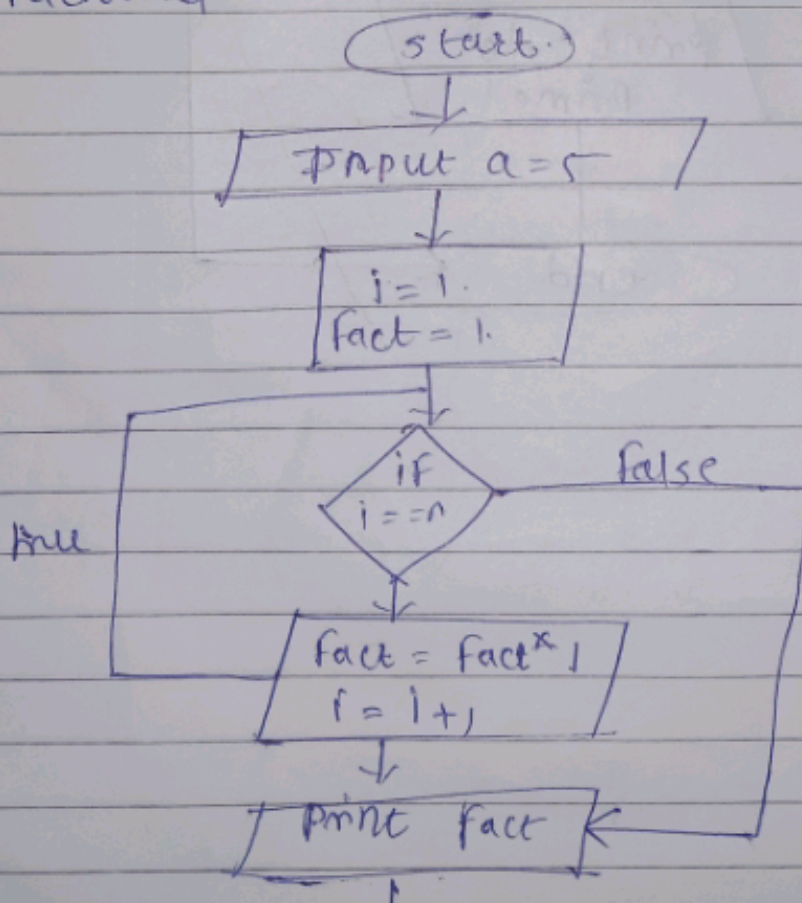 start.
Input a=5
i = 1.
Fact = 1.
if
False
i = = n
true
Fact = Fact * i
i = i + 1
Print Fact